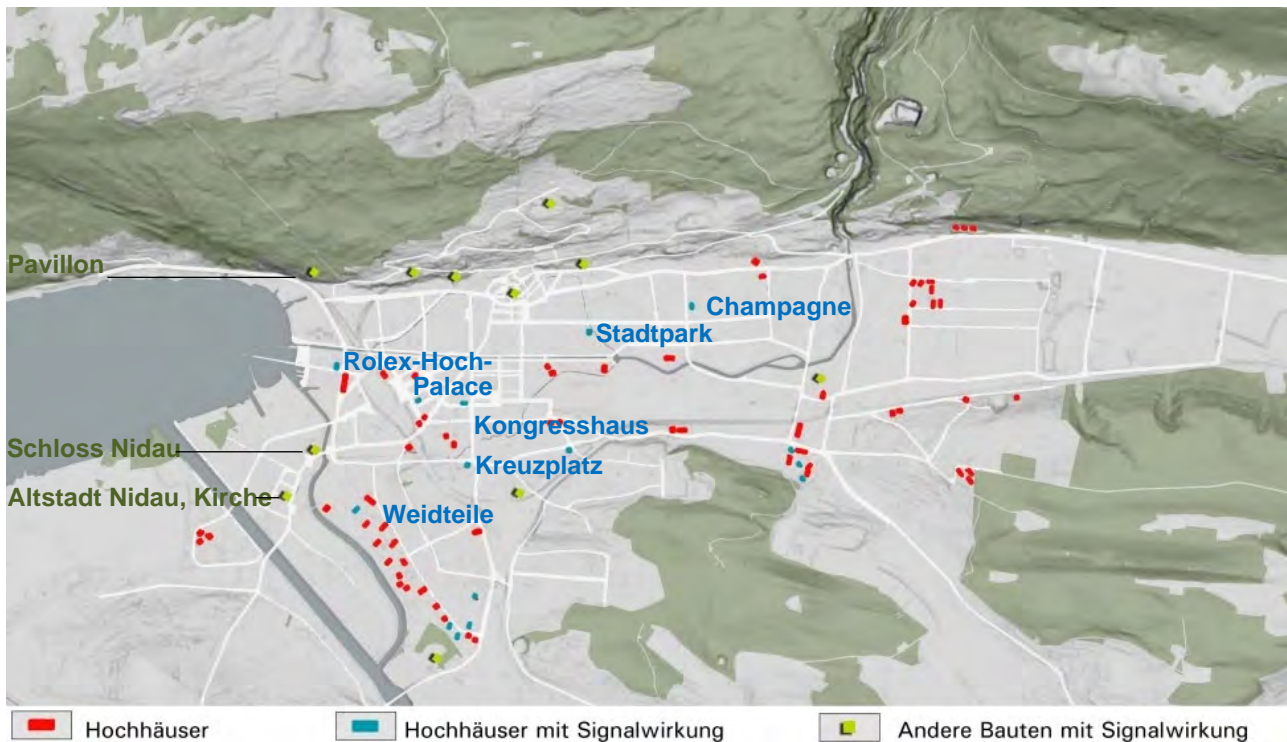 Pavillon
Champagne
Stadtpark
Rolex-Hoch-
Palace
Kongresshaus
Schloss Nidau
Kreuzplatz
Altstadt Nidau, Kirche
Weidteile
Hochhäuser
Hochhäuser mit Signalwirkung
Andere Bauten mit Signalwirkung